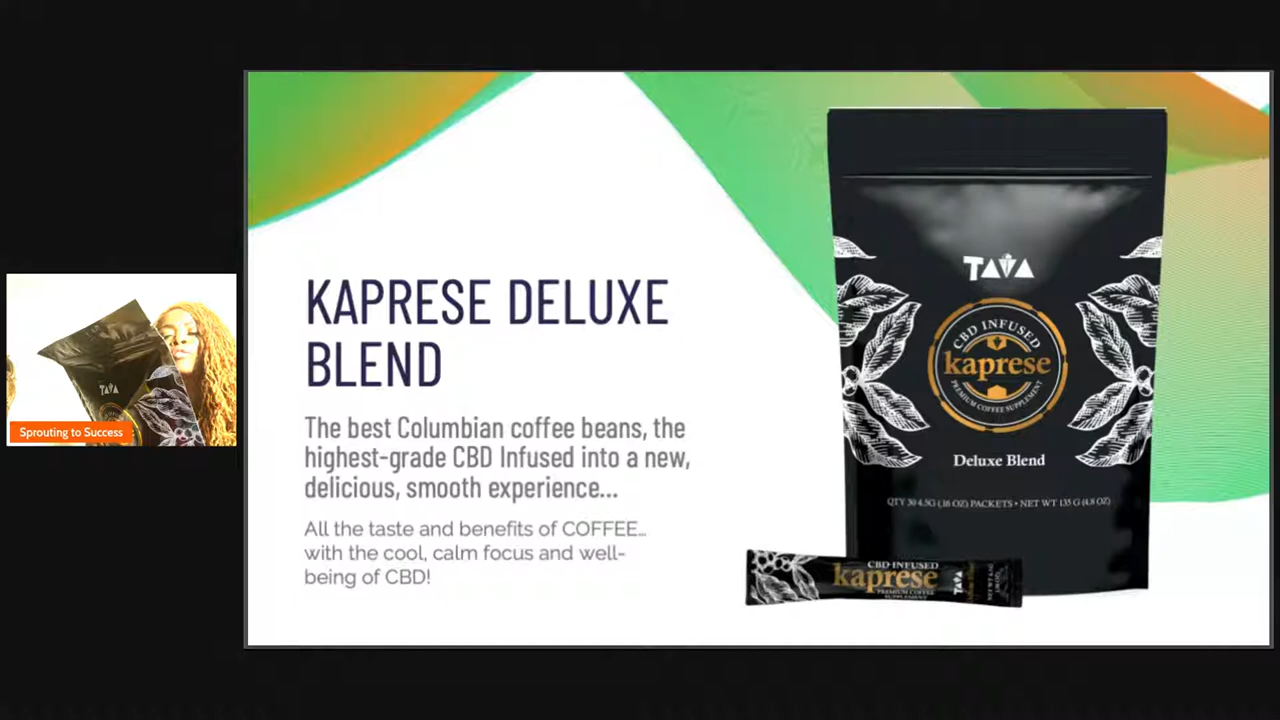 KAPRESE DELUXE
BLEND
The best Columbian coffee beans, the
highest-grade CBD Infused into a new,
delicious, smooth experience...
All the taste and benefits of COFFEE...
with the cool, calm focus and well-
being of CBD!
TAVA
CBD INFUSED
kaprese
PREMIUM COFFEE SUPPLEMENT
Deluxe Blend
QTY 30 4.5G (.16 OZ) PACKETS • NET WT 135 G (4.8 OZ)
CBD INFUSED
kaprese
PREMIUM COFFEE
SUPPLEMENT
TAVA
TAVA
Sprouting to Success